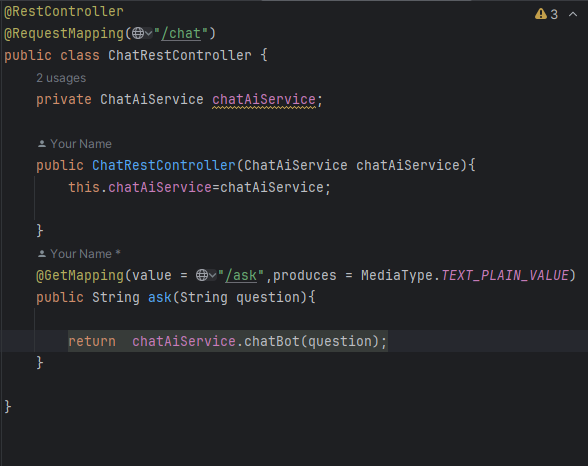 @RestController
3
@RequestMapping("/chat")
public class ChatRestController {
2 usages
private ChatAiService chatAiService;
Your Name
public ChatRestController(ChatAiService chatAiService){
this.chatAiService=chatAiService;
}
Your Name *
@GetMapping(value = "/ask",produces = MediaType.TEXT_PLAIN_VALUE)
public String ask(String question){
return  chatAiService.chatBot(question);
}
}